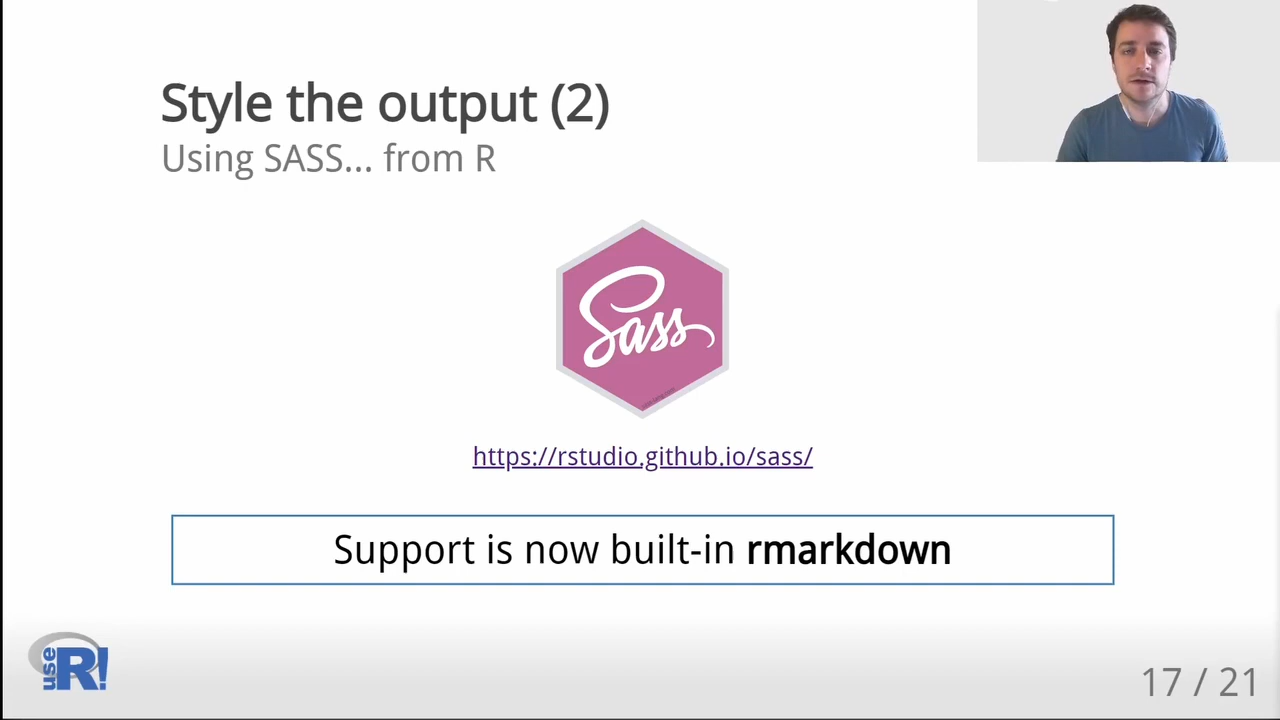 Style the output (2)
Using SASS... from R
Sass
https://rstudio.github.io/sass/
Support is now built-in rmarkdown
use R!
17 / 21